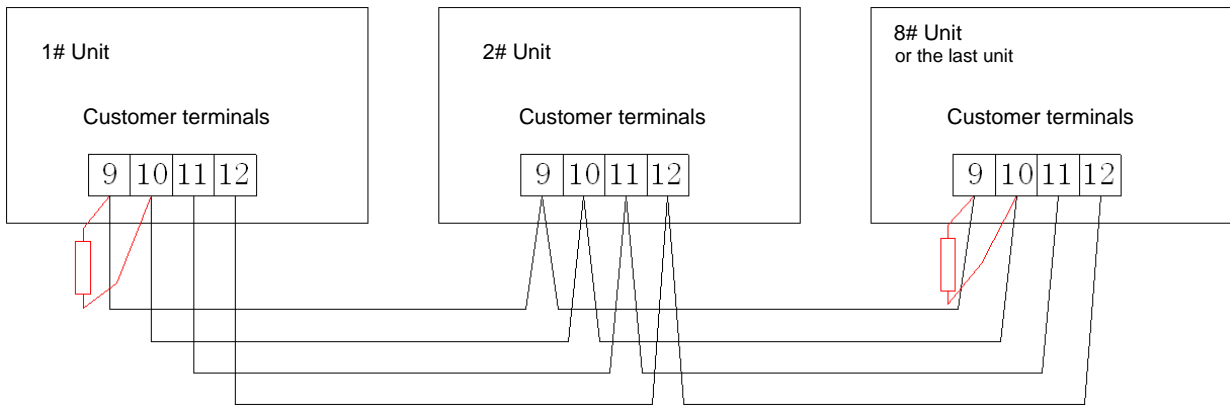 1# Unit
Customer terminals
9 10 11 12
2# Unit
Customer terminals
9 10 11 12
8# Unit
or the last unit
Customer terminals
9 10 11 12